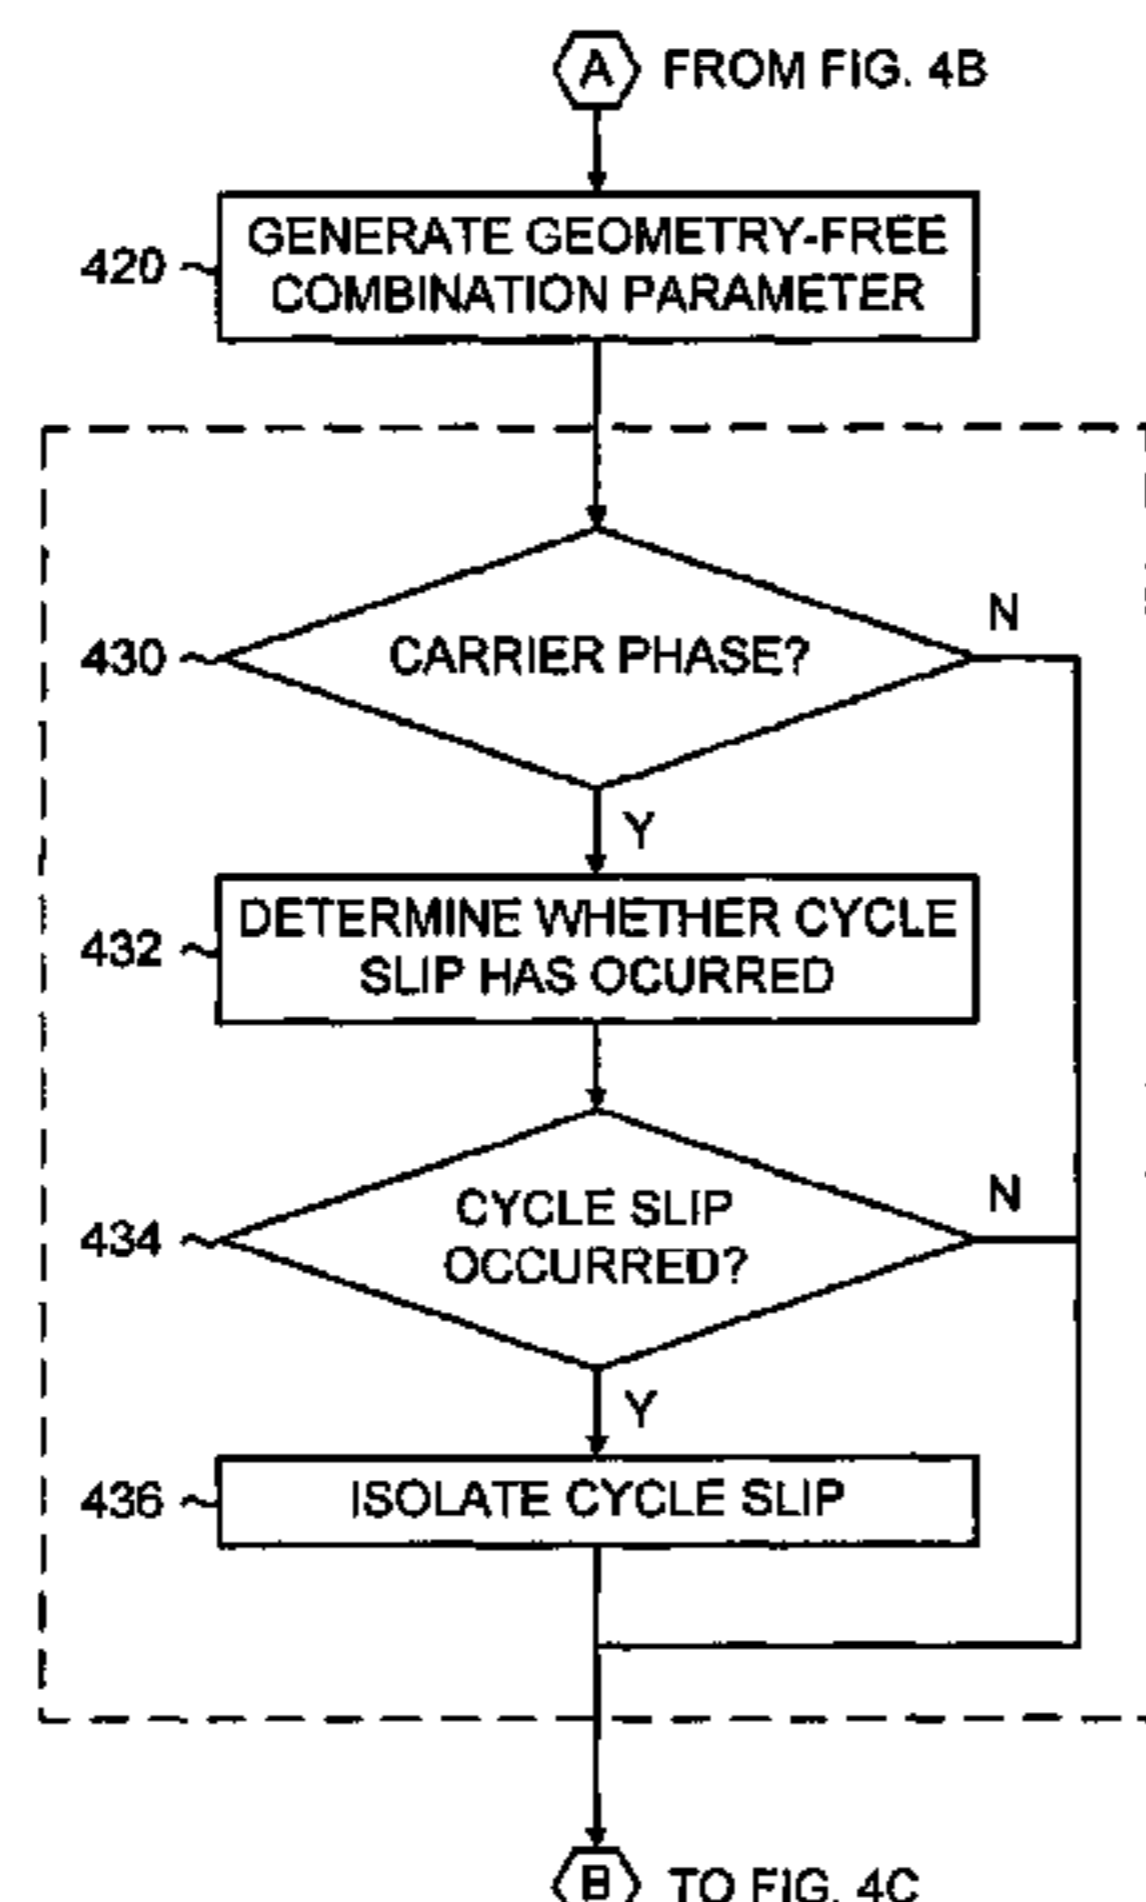 A FROM FIG. 4B
GENERATE GEOMETRY-FREE
420
COMBINATION PARAMETER
N
430
CARRIER PHASE?
Y
DETERMINE WHETHER CYCLE
432
SLIP HAS OCURRED
N
CYCLE SLIP
434
OCCURRED?
Y
436
ISOLATE CYCLE SLIP
B TO FIG. 4C